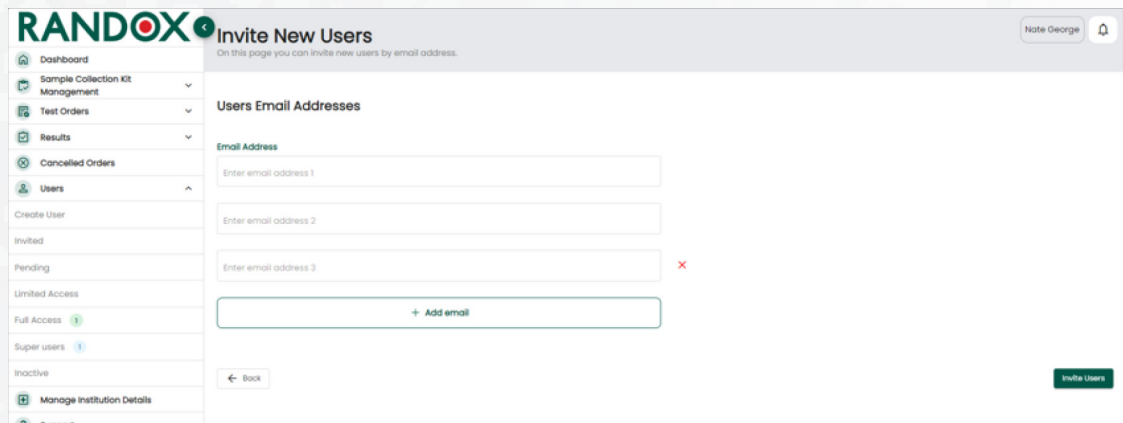 RANDOX
Invite New Users
On this page you can invite new users by email address.
Nate George
Dashboard
Sample Collection Kit
Management
Test Orders
Results
Cancelled Orders
Users
Create User
Invited
Pending
Limited Access
Full Access 1
Super users 1
Inactive
Manage Institution Details
Users Email Addresses
Email Address
Enter email address 1
Enter email address 2
Enter email address 3
+ Add email
← Back
Invite Users